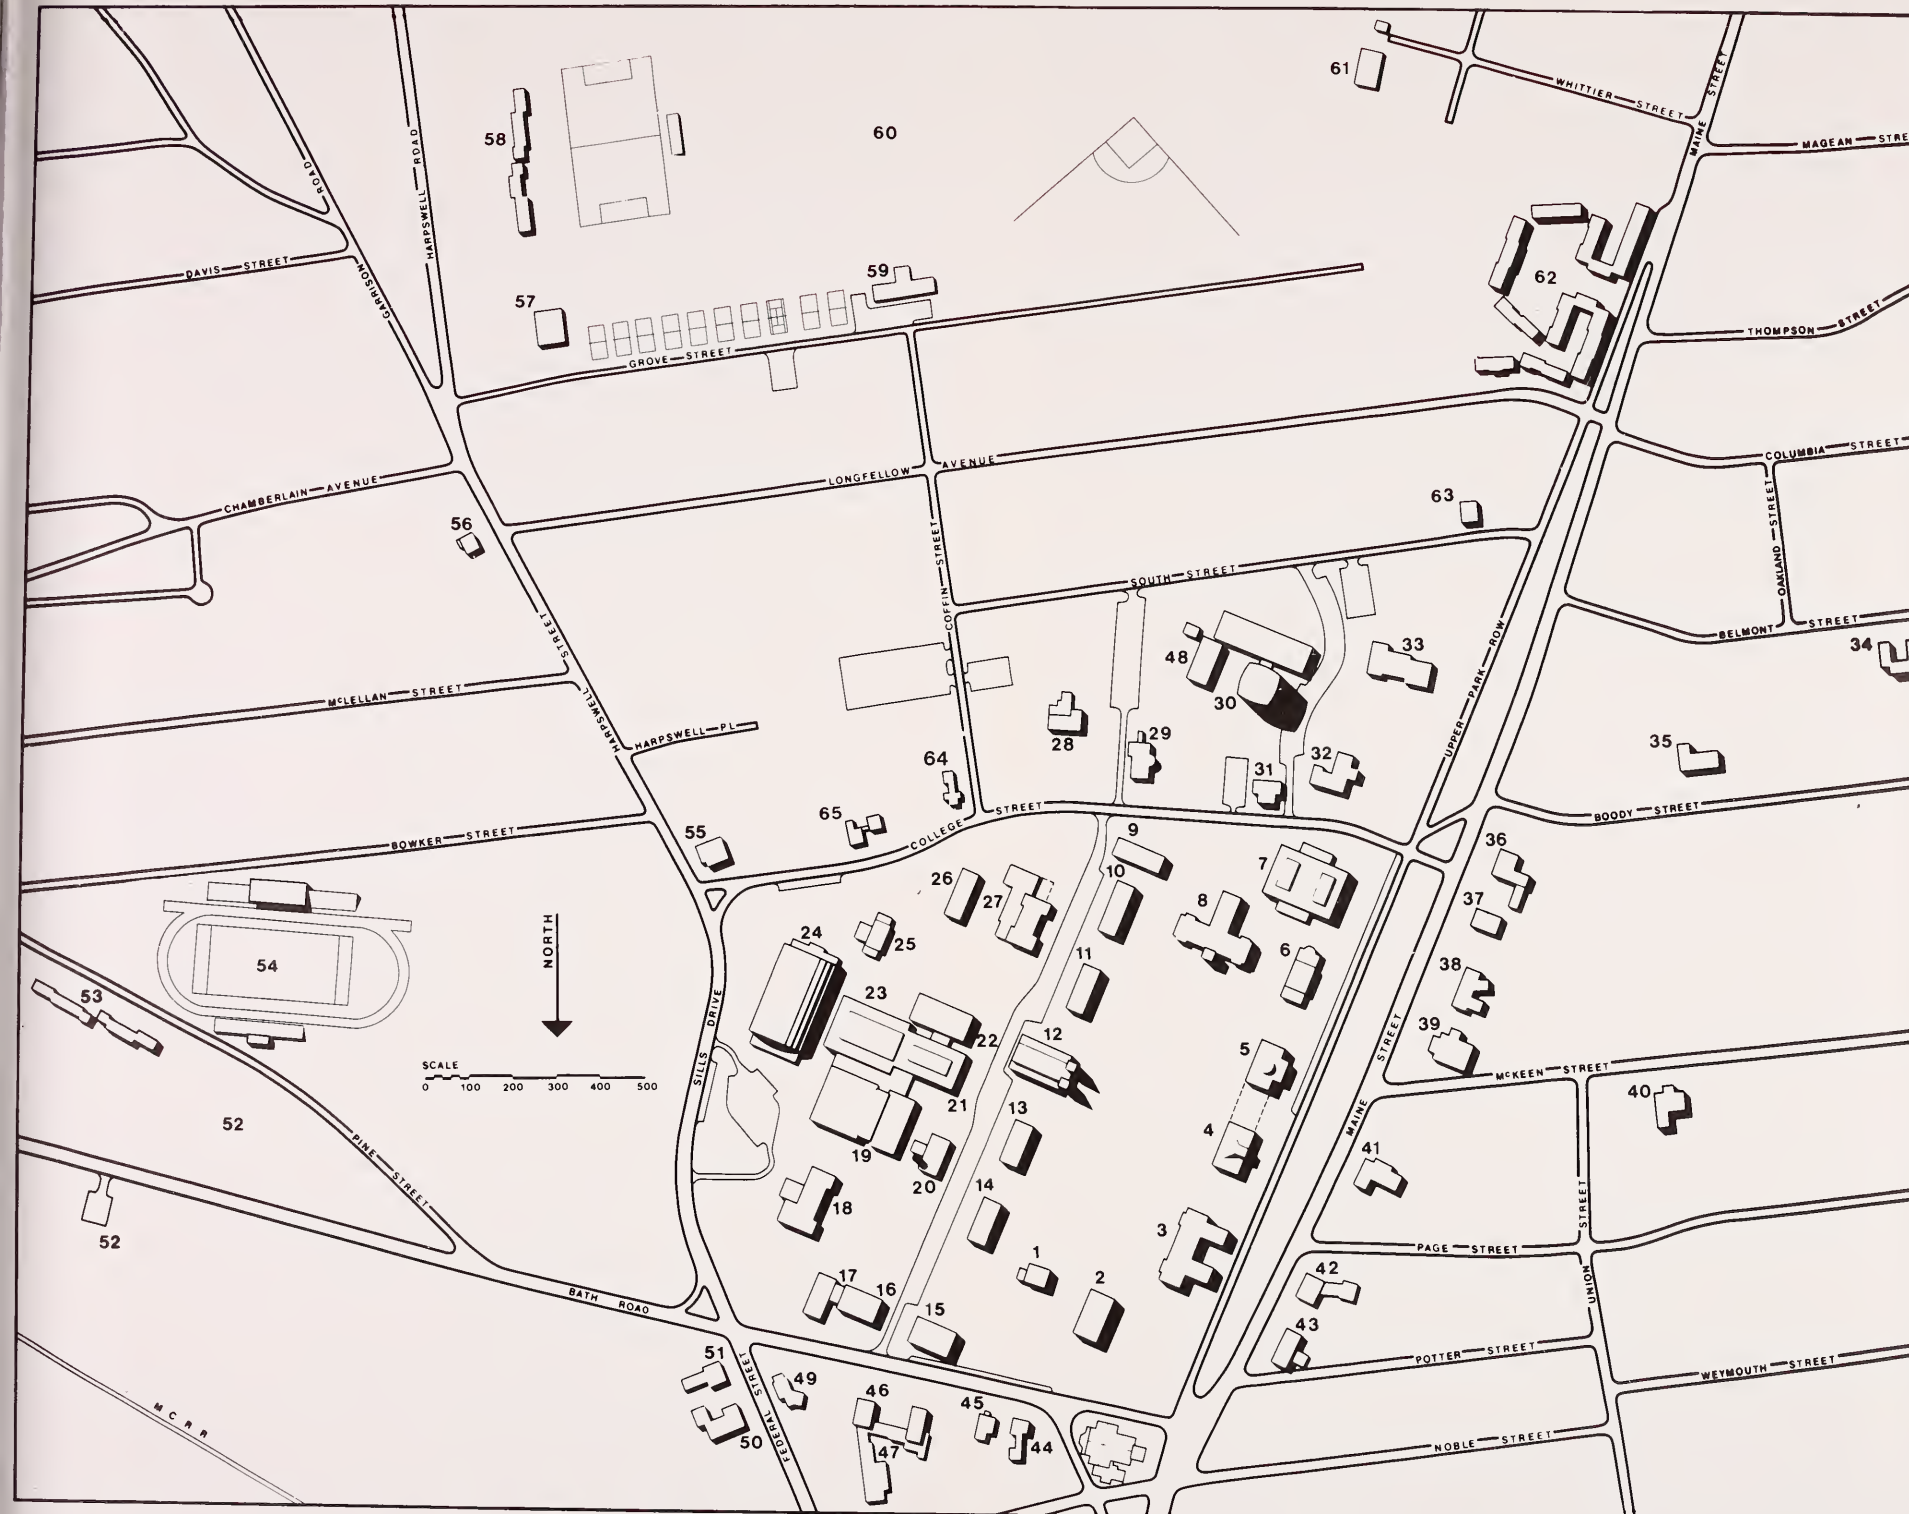 61
WHITTIER STREET
MAINE STREET
MAGEAN STRE
58
60
HARPSWELL ROAD
GARRISON ROAD
DAVIS STREET
57
59
62
GROVE STREET
THOMPSON STREET
CHAMBERLAIN AVENUE
LONGFELLOW AVENUE
COLUMBIA STREET
OAKLAND STREET
56
63
COFFIN STREET
SOUTH STREET
BELMONT STREET
HARPSWELL STREET
McLELLAN STREET
HARPSWELL PL
48
33
34
30
UPPER PARK ROW
28
29
31
32
35
64
65
55
BOWKER STREET
COLLEGE STREET
BOODY STREET
9
7
36
26
10
27
8
37
24
25
NORTH
54
53
11
6
38
23
22
12
5
39
SILLS DRIVE
MAINE STREET
McKEEN STREET
SCALE
0 100 200 300 400 500
21
40
52
13
4
PINE STREET
19
20
41
14
18
3
UNION STREET
PAGE STREET
52
1
2
42
17
16
15
BATH ROAD
43
POTTER STREET
51
49
WEYMOUTH STREET
46
45
FEDERAL STREET
M C R R
50
47
44
NOBLE STREET